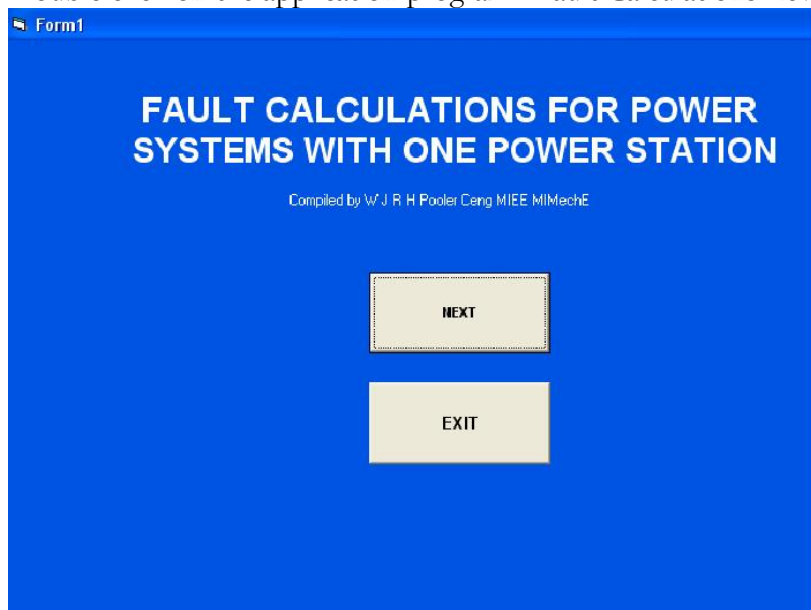 Form1
FAULT CALCULATIONS FOR POWER
SYSTEMS WITH ONE POWER STATION
Compiled by W J R H Pooler Ceng MIEE MIMechE
NEXT
EXIT